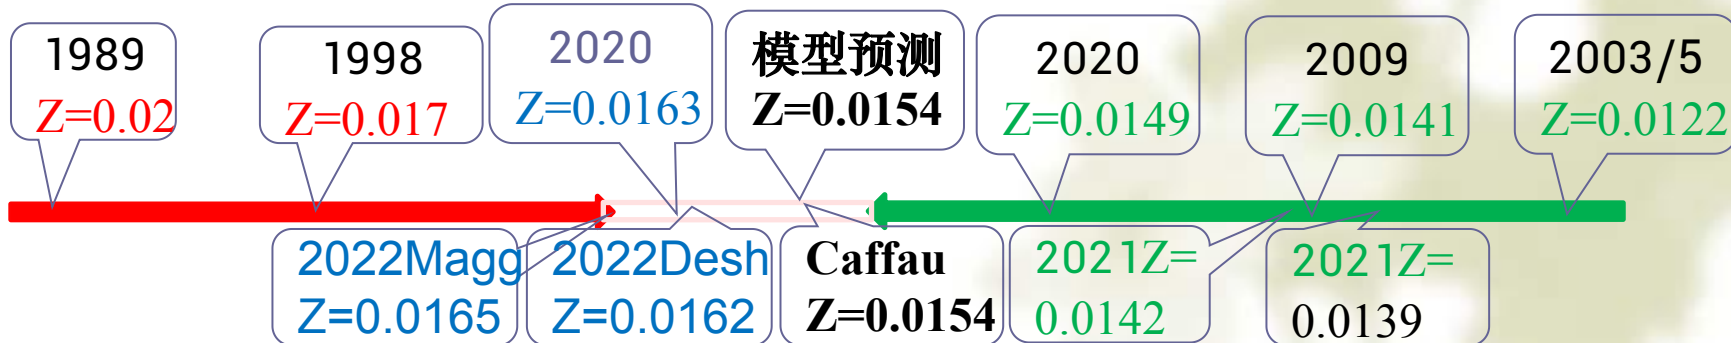 1989
Z=0.02
1998
Z=0.017
2020
Z=0.0163
模型预测
Z=0.0154
2020
Z=0.0149
2009
Z=0.0141
2003/5
Z=0.0122
2022Magg
Z=0.0165
2022Desh
Z=0.0162
Caffau
Z=0.0154
2021Z=
0.0142
2021Z=
0.0139